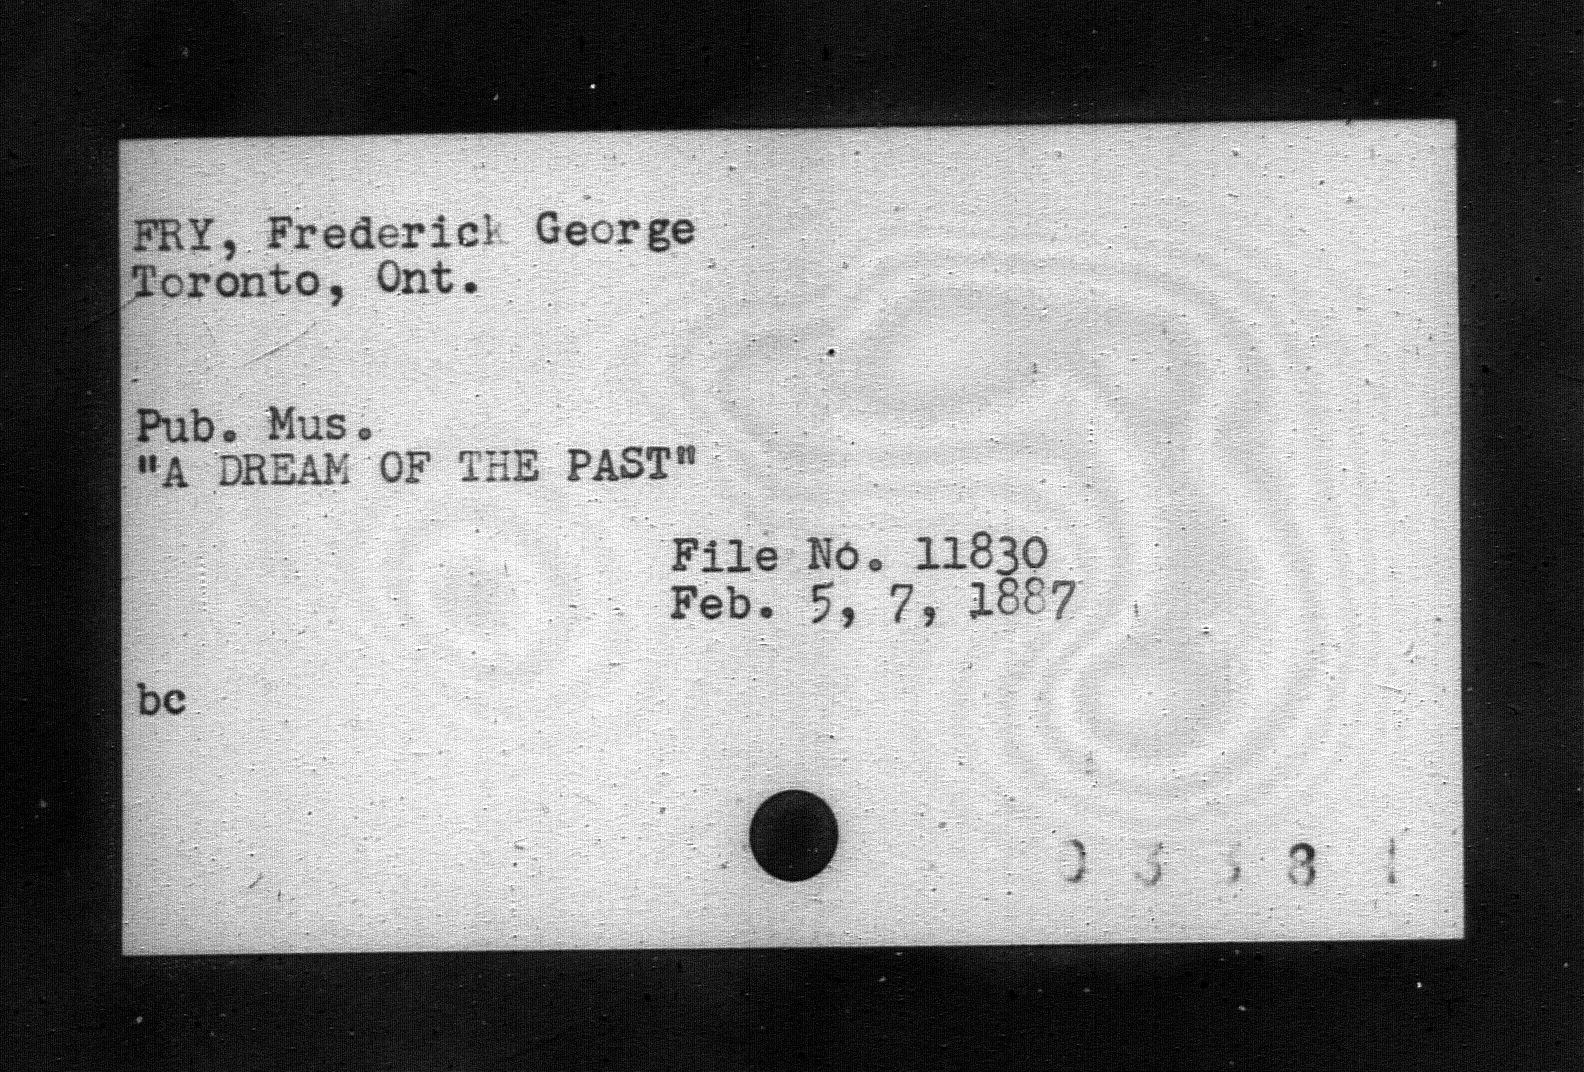 FRY, Frederick George
Toronto, Ont.
Pub. Mus.
"A DREAM OF THE PAST"
File No. 11830
Feb. 5, 7, 1887
bc